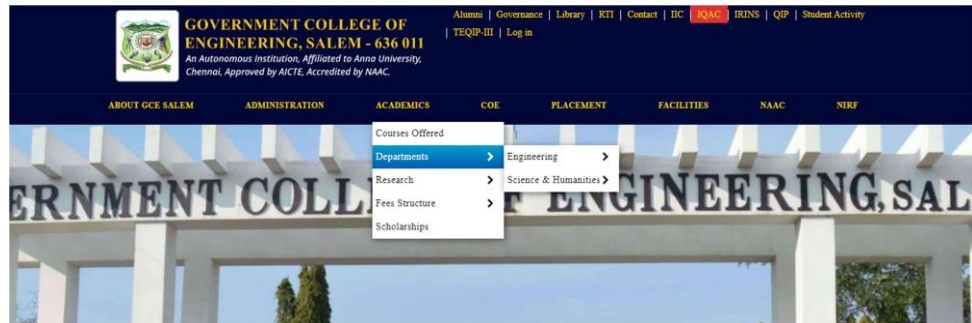 GOVERNMENT COLLEGE OF
ENGINEERING, SALEM - 636 011
An Autonomous Institution, Affiliated to Anna University,
Chennai, Approved by AICTE, Accredited by NAAC.
Alumni | Governance | Library | RTI | Contact | IIC | IQAC | IRINS | QIP | Student Activity
| TEQIP-III | Log in
ABOUT GCE SALEM ADMINISTRATION ACADEMICS COE PLACEMENT FACILITIES NAAC NIRF
Courses Offered
Departments
Research
Fees Structure
Scholarships
Engineering
Science & Humanities
ERNMENT COLL ENGINEERING, SAL